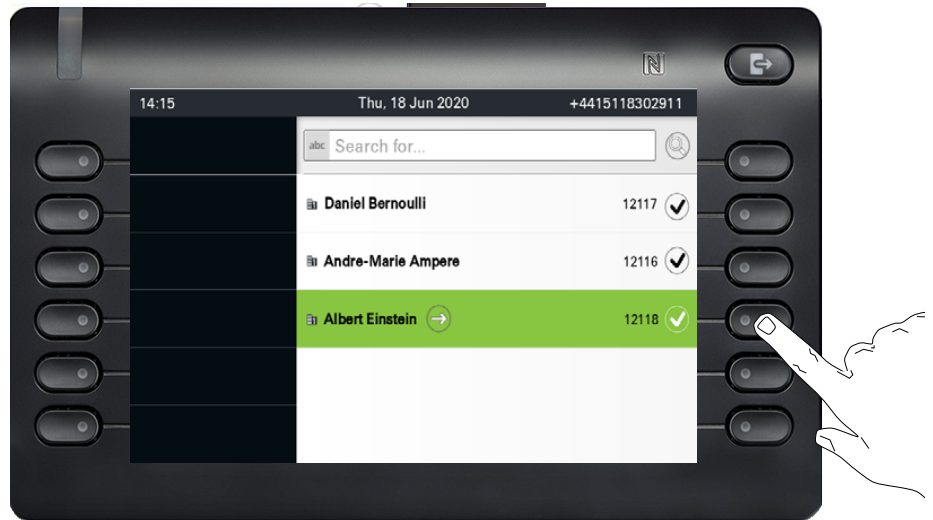 14:15 Thu, 18 Jun 2020 +4415118302911
abc Search for...
Daniel Bernoulli 12117
Andre-Marie Ampere 12116
Albert Einstein 12118